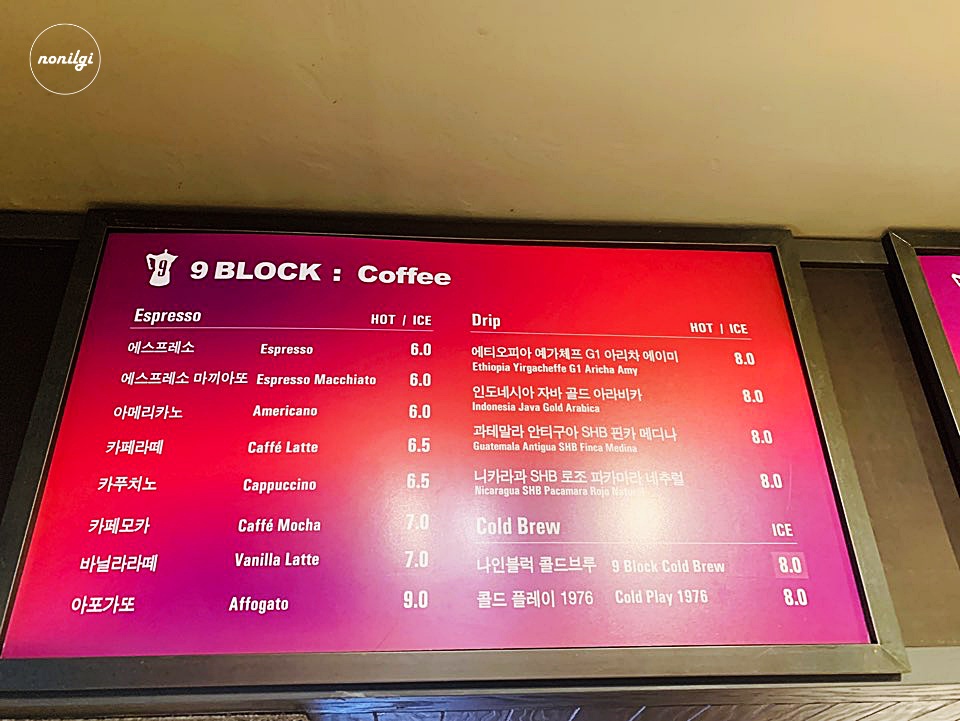 nonilgi
9 9 BLOCK : Coffee
Espresso HOT / ICE
에스프레소 Espresso 6.0
에스프레소 마끼아또 Espresso Macchiato 6.0
아메리카노 Americano 6.0
카페라떼 Caffé Latte 6.5
카푸치노 Cappuccino 6.5
카페모카 Caffé Mocha 7.0
바닐라라떼 Vanilla Latte 7.0
아포가또 Affogato 9.0
Drip HOT / ICE
에티오피아 예가체프 G1 아리차 에이미 8.0
Ethiopia Yirgacheffe G1 Aricha Amy
인도네시아 자바 골드 아라비카 8.0
Indonesia Java Gold Arabica
과테말라 안티구아 SHB 핀카 메디나 8.0
Guatemala Antigua SHB Finca Medina
니카라과 SHB 로조 파카마라 네추럴 8.0
Nicaragua SHB Pacamara Rojo Natural
Cold Brew ICE
나인블럭 콜드브루 9 Block Cold Brew 8.0
콜드 플레이 1976 Cold Play 1976 8.0